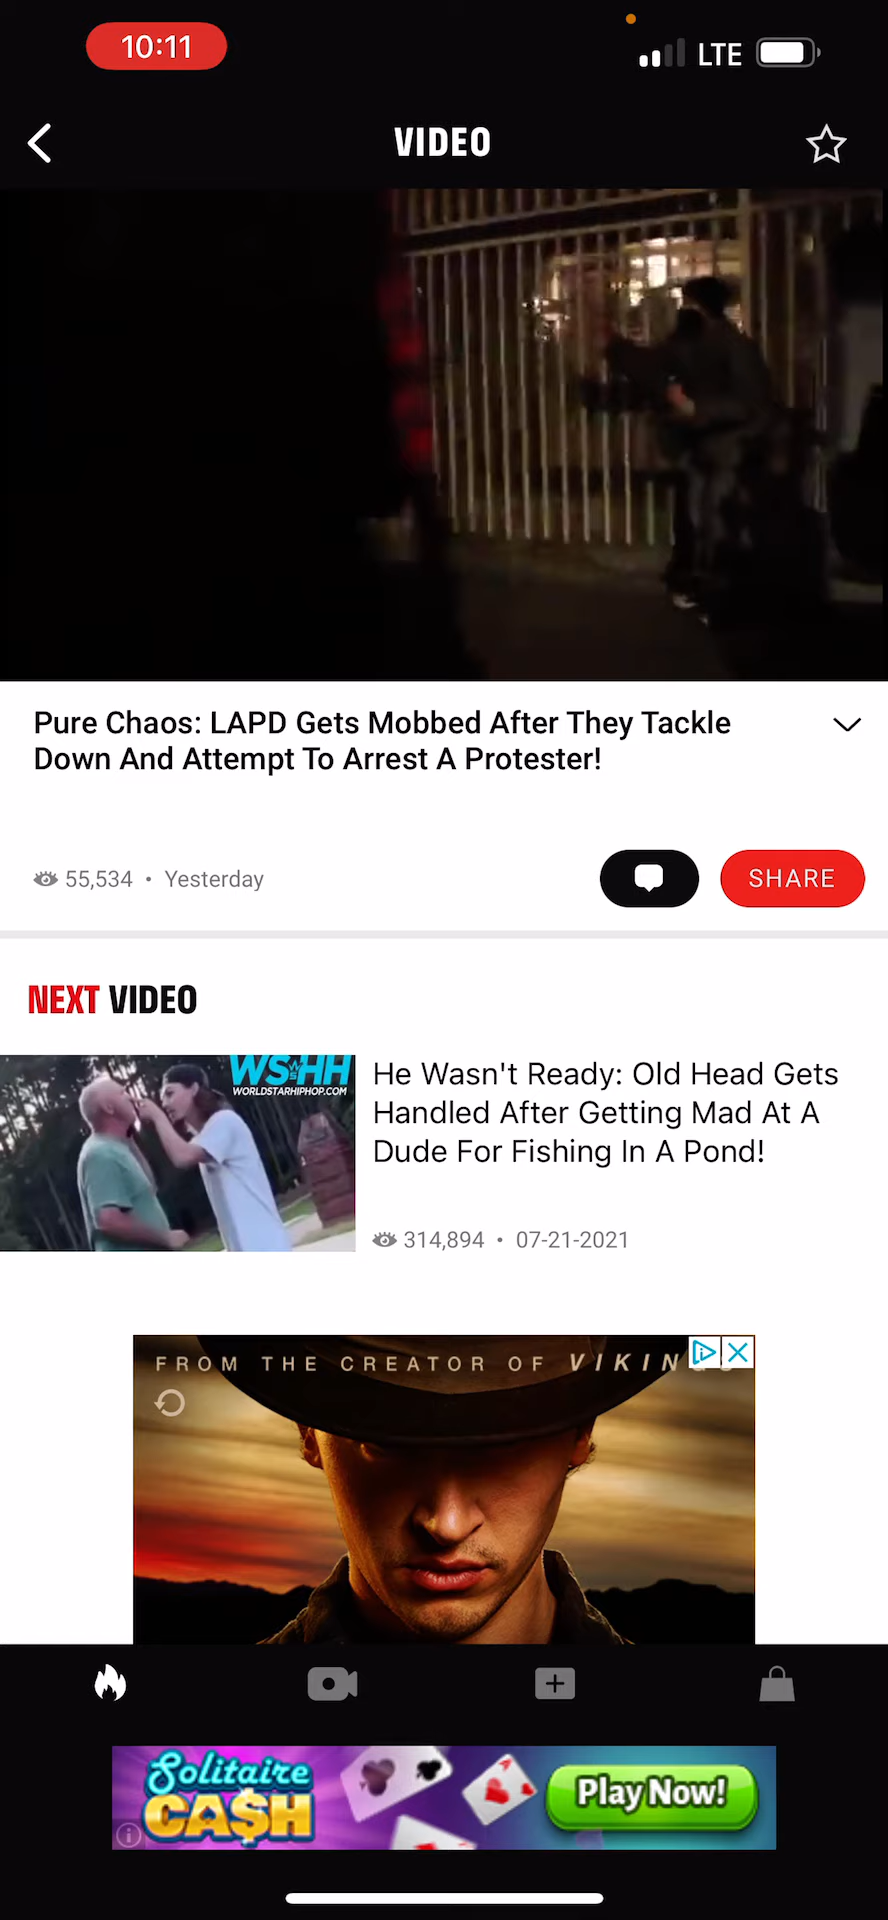 10:11
LTE
VIDEO
Pure Chaos: LAPD Gets Mobbed After They Tackle
Down And Attempt To Arrest A Protester!
55,534 • Yesterday
SHARE
NEXT VIDEO
WSHH
WORLDSTARHIPHOP.COM
He Wasn't Ready: Old Head Gets
Handled After Getting Mad At A
Dude For Fishing In A Pond!
314,894 • 07-21-2021
FROM THE CREATOR OF VIKIN
Solitaire
CA$H
Play Now!